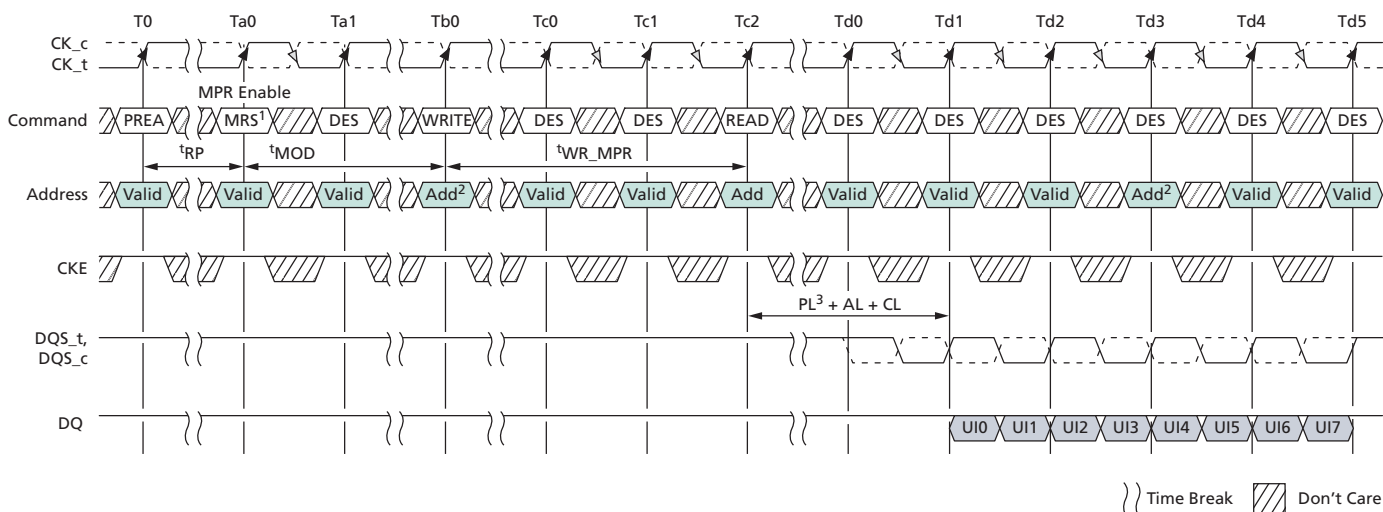 T0 Ta0 Ta1 Tb0 Tc0 Tc1 Tc2 Td0 Td1 Td2 Td3 Td4 Td5
CK_c
CK_t
MPR Enable
Command PREA MRS¹ DES WRITE DES DES READ DES DES DES DES DES DES
tRP tMOD tWR_MPR
Address Valid Valid Valid Add² Valid Valid Add Valid Valid Valid Add² Valid Valid
CKE
PL³ + AL + CL
DQS_t,
DQS_c
DQ UI0 UI1 UI2 UI3 UI4 UI5 UI6 UI7
Time Break Don't Care